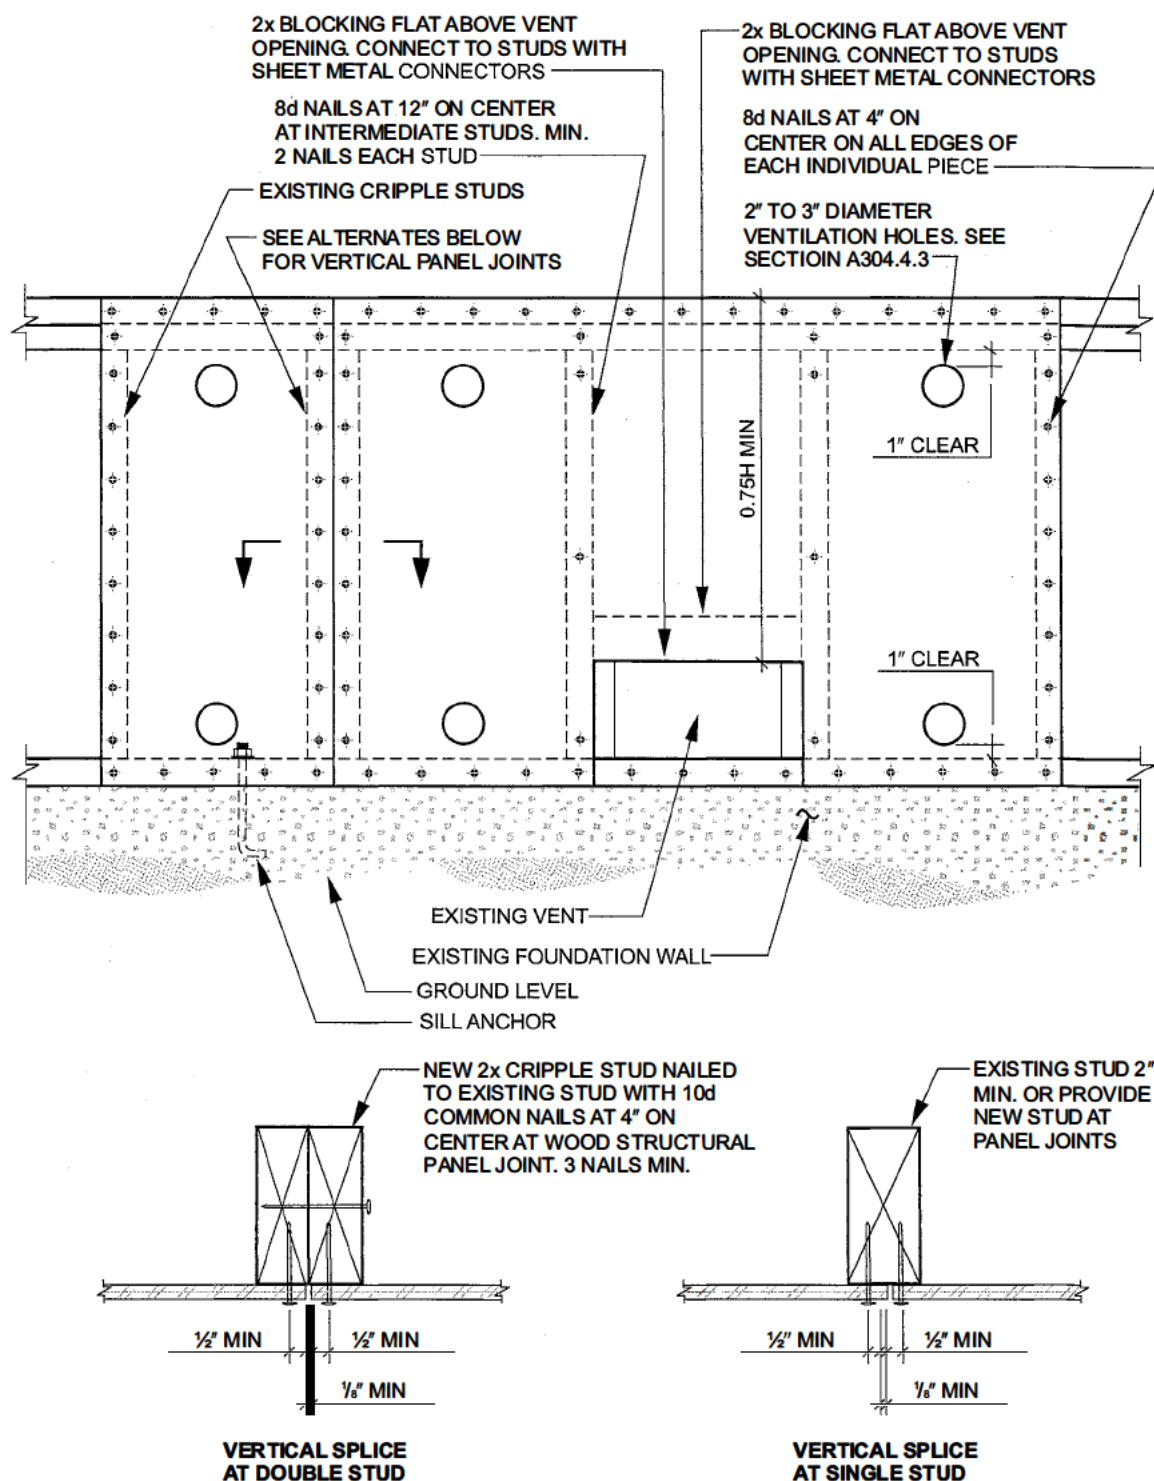 2x BLOCKING FLAT ABOVE VENT
OPENING. CONNECT TO STUDS WITH
SHEET METAL CONNECTORS
8d NAILS AT 12" ON CENTER
AT INTERMEDIATE STUDS. MIN.
2 NAILS EACH STUD
EXISTING CRIPPLE STUDS
SEE ALTERNATES BELOW
FOR VERTICAL PANEL JOINTS
2x BLOCKING FLAT ABOVE VENT
OPENING. CONNECT TO STUDS
WITH SHEET METAL CONNECTORS
8d NAILS AT 4" ON
CENTER ON ALL EDGES OF
EACH INDIVIDUAL PIECE
2" TO 3" DIAMETER
VENTILATION HOLES. SEE
SECTIOIN A304.4.3
1" CLEAR
0.75H MIN
1" CLEAR
EXISTING VENT
EXISTING FOUNDATION WALL
GROUND LEVEL
SILL ANCHOR
NEW 2x CRIPPLE STUD NAILED
TO EXISTING STUD WITH 10d
COMMON NAILS AT 4" ON
CENTER AT WOOD STRUCTURAL
PANEL JOINT. 3 NAILS MIN.
½" MIN
½" MIN
⅛" MIN
VERTICAL SPLICE
AT DOUBLE STUD
EXISTING STUD 2"
MIN. OR PROVIDE
NEW STUD AT
PANEL JOINTS
½" MIN
½" MIN
⅛" MIN
VERTICAL SPLICE
AT SINGLE STUD